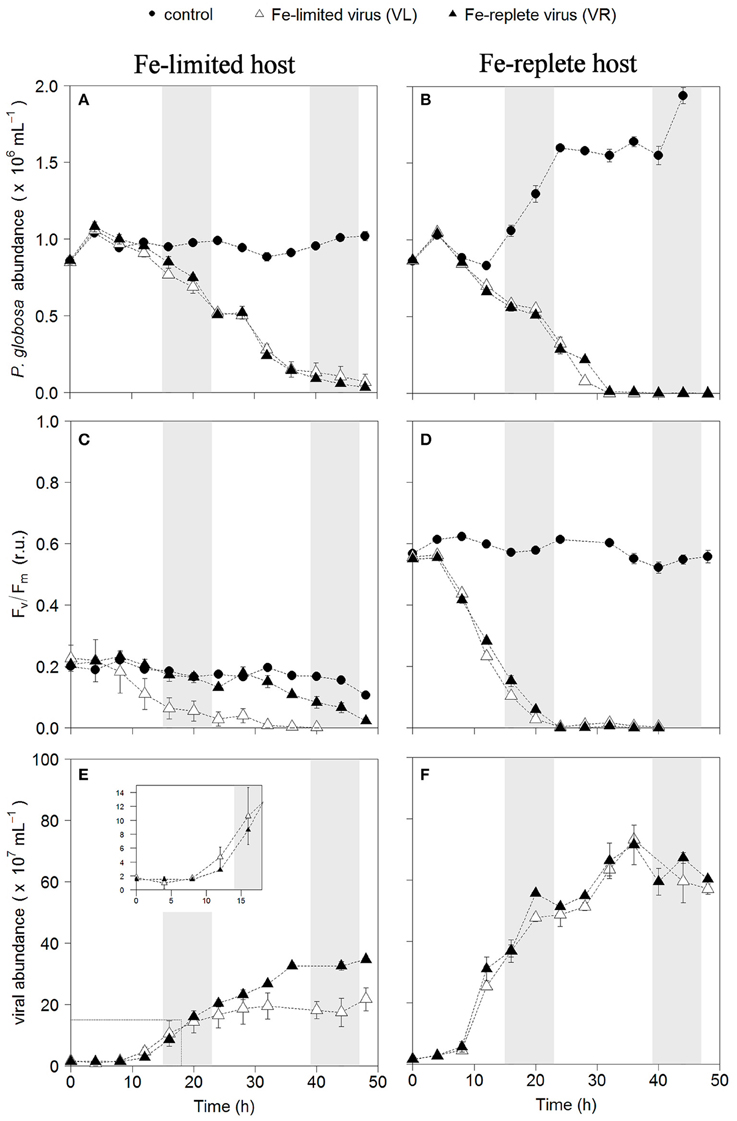 control
Fe-limited virus (VL)
Fe-replete virus (VR)
Fe-limited host
Fe-replete host
P. globosa abundance ( x 10⁶ mL⁻¹)
2.0
1.5
1.0
0.5
0.0
A
B
Fv/Fm (r.u.)
1.0
0.8
0.6
0.4
0.2
0.0
C
D
viral abundance ( x 10⁷ mL⁻¹)
100
80
60
40
20
0
E
14
12
10
8
6
4
2
0
0 5 10 15
F
0 10 20 30 40 50
0 10 20 30 40 50
Time (h)
Time (h)